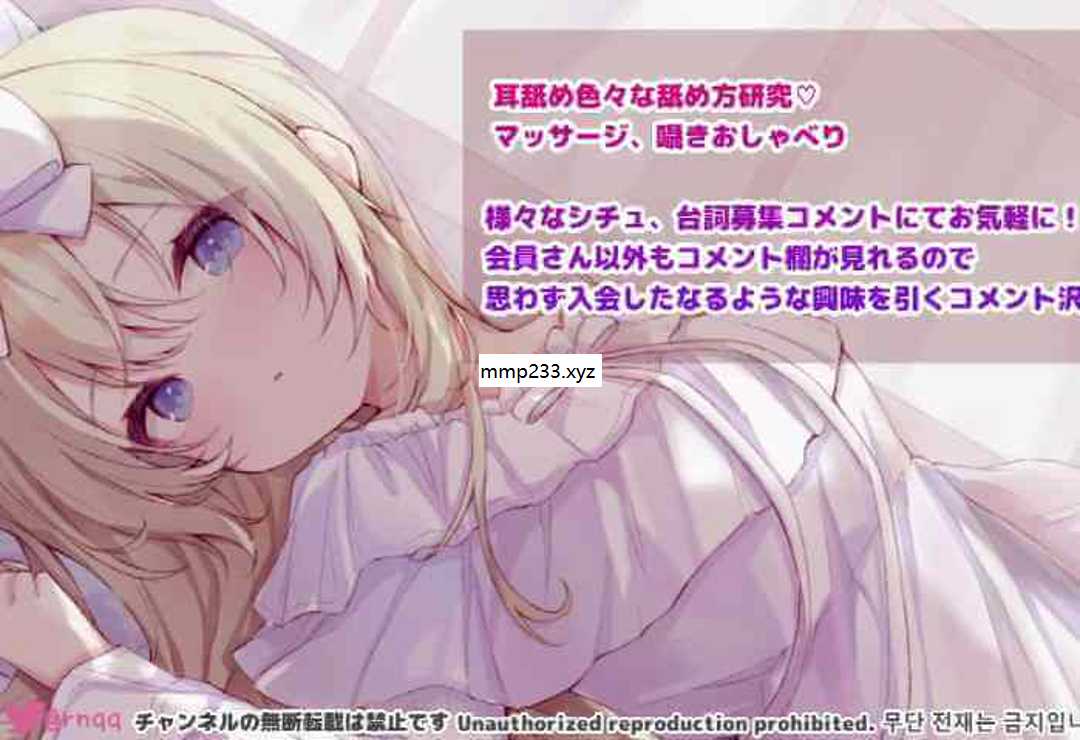 耳舐め色々な舐め方研究♡
マッサージ、囁きおしゃべり
様々なシチュ、台詞募集コメントにてお気軽に！
会員さん以外もコメント欄が見れるので
思わず入会したなるような興味を引くコメント沢
mmp233.xyz
grnqq チャンネルの無断転載は禁止です Unauthorized reproduction prohibited. 무단 전재는 금지입니